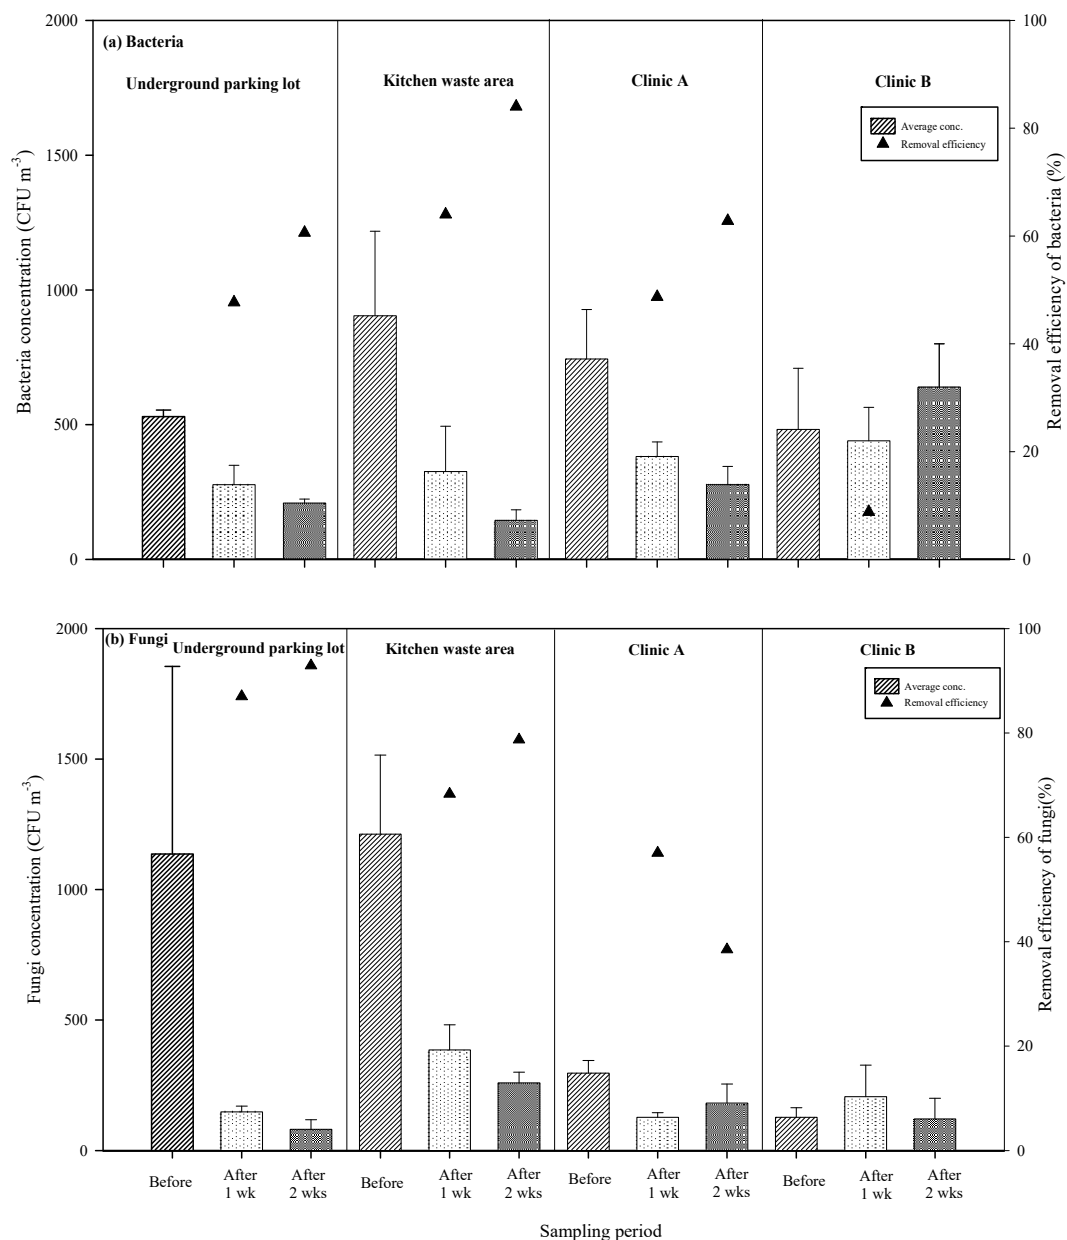 (a) Bacteria
Underground parking lot
Kitchen waste area
Clinic A
Clinic B
Average conc.
Removal efficiency
Bacteria concentration (CFU m-3)
2000
1500
1000
500
0
Removal efficiency of bacteria (%)
100
80
60
40
20
0
(b) Fungi
Underground parking lot
Kitchen waste area
Clinic A
Clinic B
Average conc.
Removal efficiency
Fungi concentration (CFU m-3)
2000
1500
1000
500
0
Removal efficiency of fungi(%)
100
80
60
40
20
0
Before
After
1 wk
After
2 wks
Before
After
1 wk
After
2 wks
Before
After
1 wk
After
2 wks
Before
After
1 wk
After
2 wks
Sampling period